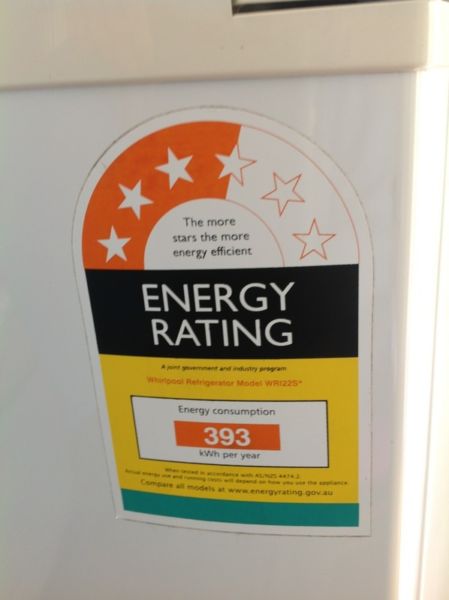 The more
stars the more
energy efficient
ENERGY
RATING
A joint government and industry program
Whirlpool Refrigerator Model WRI22S*
Energy consumption
393
kWh per year
When tested in accordance with AS/NZS 4474.2.
Actual energy use and running costs will depend on how you use the appliance.
Compare all models at www.energyrating.gov.au